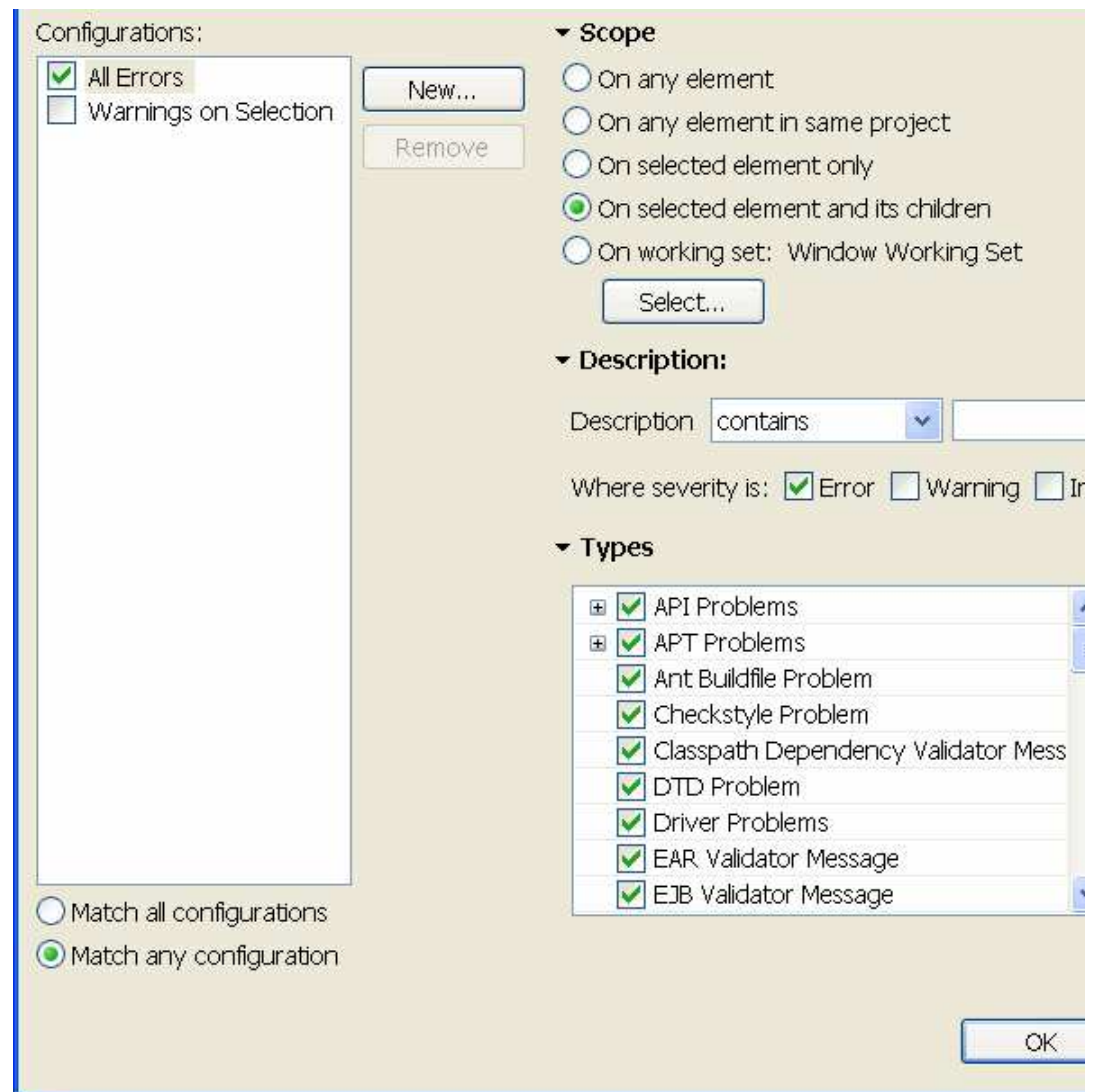 Configurations:
All Errors
Warnings on Selection
New...
Remove
Match all configurations
Match any configuration
Scope
On any element
On any element in same project
On selected element only
On selected element and its children
On working set: Window Working Set
Select...
Description:
Description contains
Where severity is: Error Warning
Types
API Problems
APT Problems
Ant Buildfile Problem
Checkstyle Problem
Classpath Dependency Validator Mess
DTD Problem
Driver Problems
EAR Validator Message
EJB Validator Message
OK